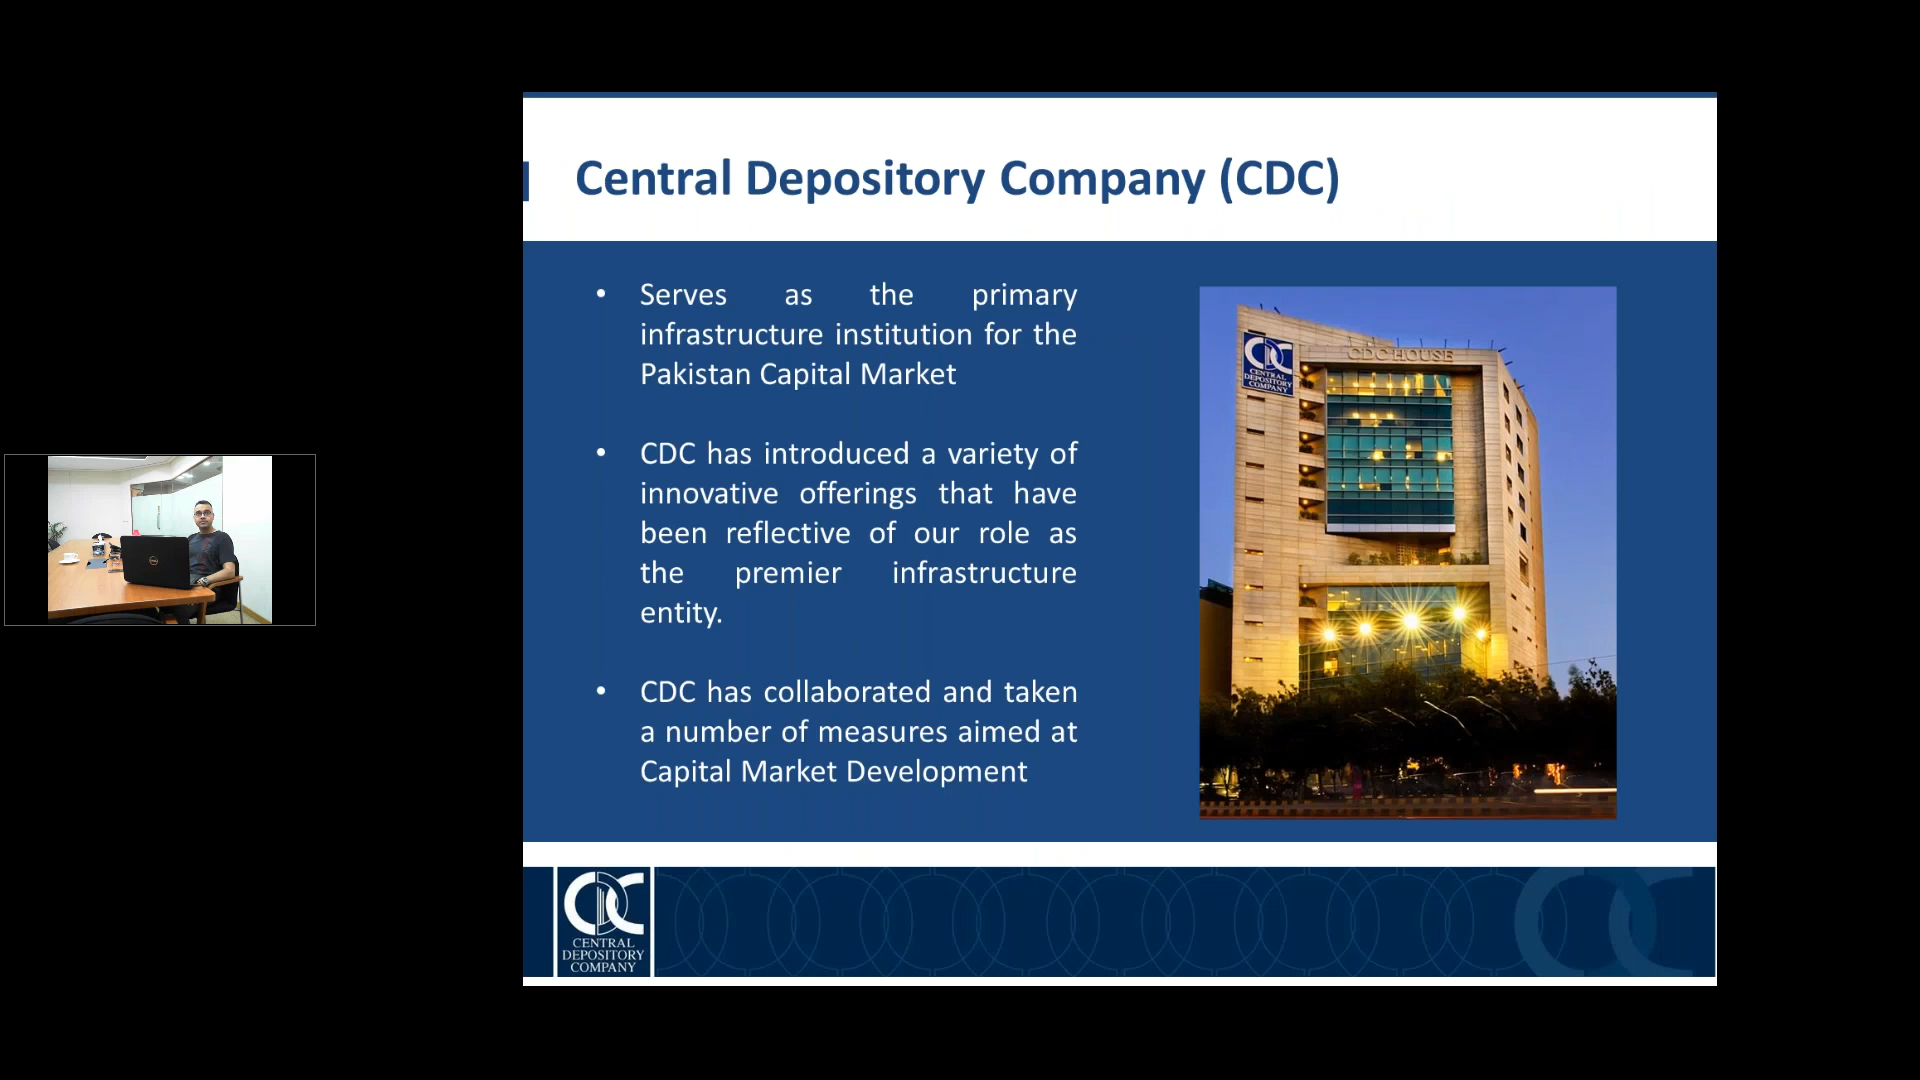 Central Depository Company (CDC)
• Serves as the primary
infrastructure institution for the
Pakistan Capital Market
• CDC has introduced a variety of
innovative offerings that have
been reflective of our role as
the premier infrastructure
entity.
• CDC has collaborated and taken
a number of measures aimed at
Capital Market Development
CDC HOUSE
CDC
CENTRAL
DEPOSITORY
COMPANY
CDC
CENTRAL
DEPOSITORY
COMPANY